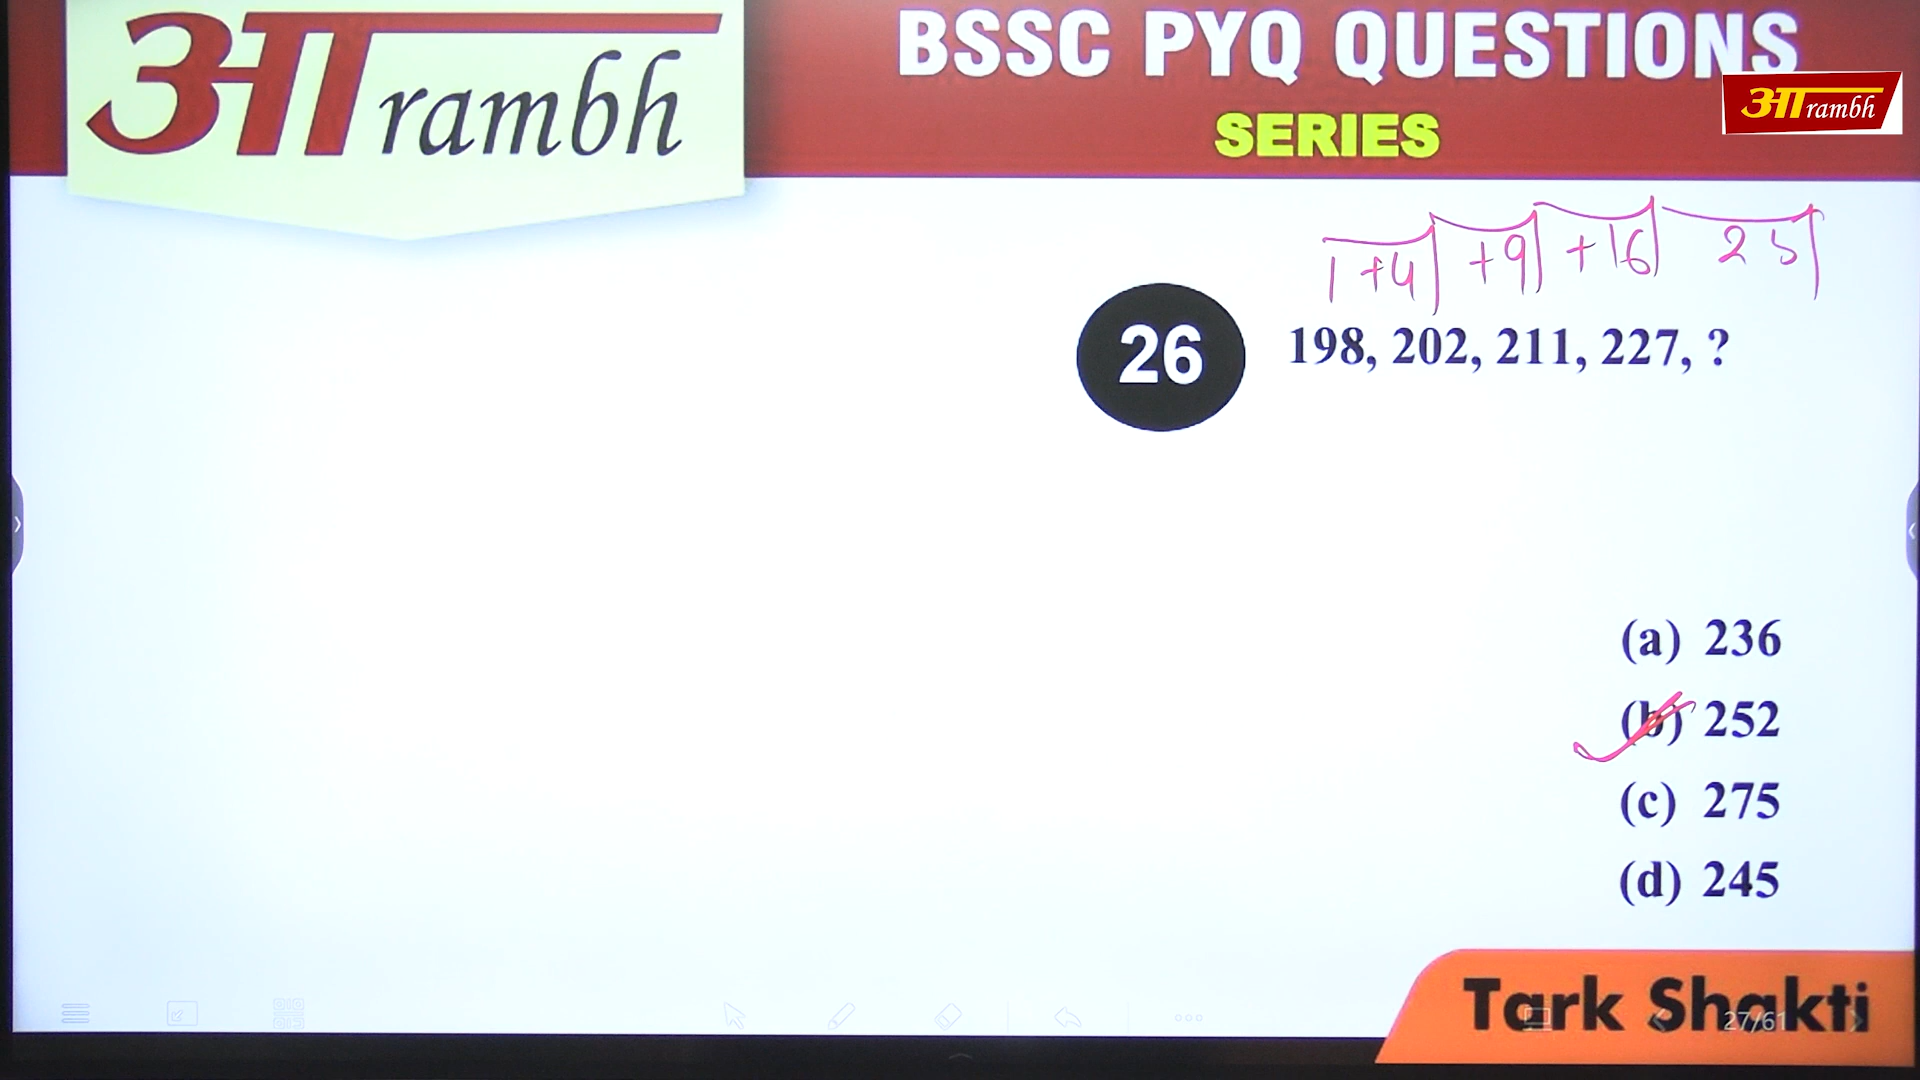 आrambh
BSSC PYQ QUESTIONS
SERIES
आrambh
1 +4 +9 +16 25
26 198, 202, 211, 227, ?
(a) 236
(b) 252
(c) 275
(d) 245
Tark Shakti
27/61